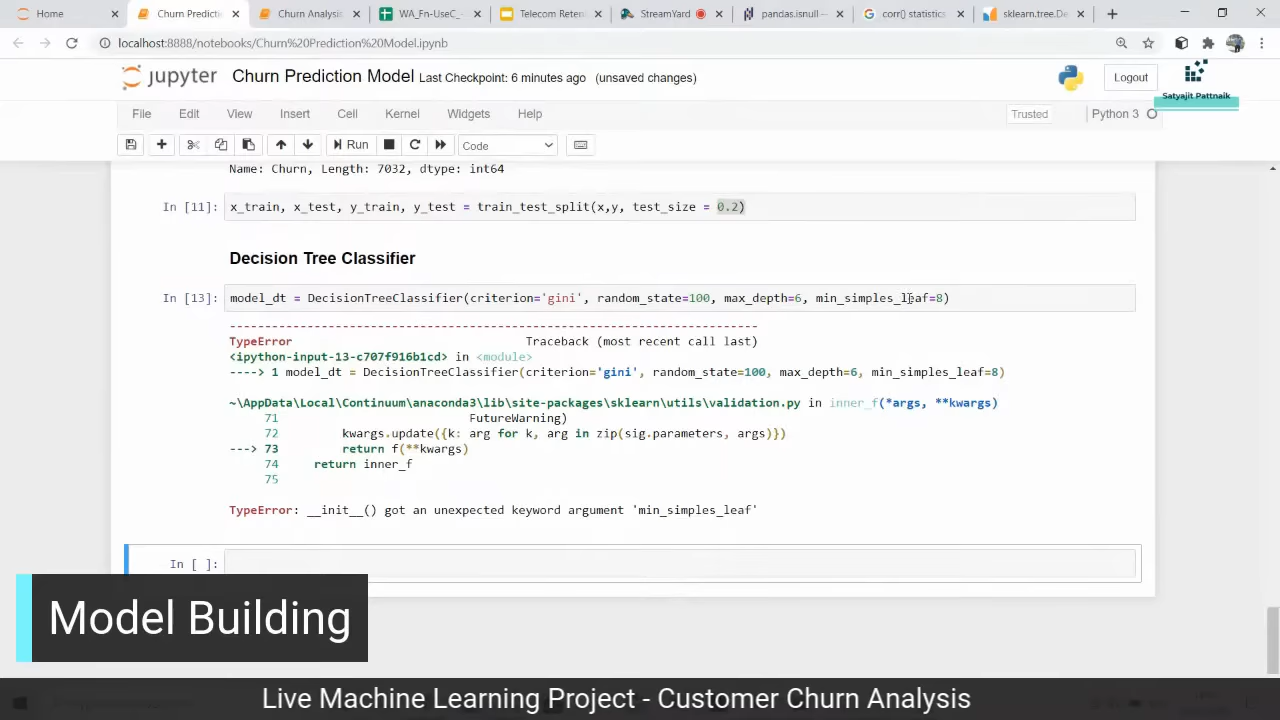 Home
Churn Predicti
Churn Analysis
WA_Fn-UseC_
Telecom Reten
StreamYard
pandas.isnull
corr() statistics
sklearn.tree.De
localhost:8888/notebooks/Churn%20Prediction%20Model.ipynb
jupyter Churn Prediction Model Last Checkpoint: 6 minutes ago (unsaved changes)
Logout
Satyajit Pattnaik
File Edit View Insert Cell Kernel Widgets Help
Trusted
Python 3
Run
Code
Name: Churn, Length: 7032, dtype: int64
In [11]: x_train, x_test, y_train, y_test = train_test_split(x,y, test_size = 0.2)
Decision Tree Classifier
In [13]: model_dt = DecisionTreeClassifier(criterion='gini', random_state=100, max_depth=6, min_simples_leaf=8)
---------------------------------------------------------------------------
TypeError Traceback (most recent call last)
<ipython-input-13-c707f916b1cd> in <module>
----> 1 model_dt = DecisionTreeClassifier(criterion='gini', random_state=100, max_depth=6, min_simples_leaf=8)
~\AppData\Local\Continuum\anaconda3\lib\site-packages\sklearn\utils\validation.py in inner_f(*args, **kwargs)
71 FutureWarning)
72 kwargs.update({k: arg for k, arg in zip(sig.parameters, args)})
---> 73 return f(**kwargs)
74 return inner_f
75
TypeError: __init__() got an unexpected keyword argument 'min_simples_leaf'
In [ ]:
Model Building
Live Machine Learning Project - Customer Churn Analysis